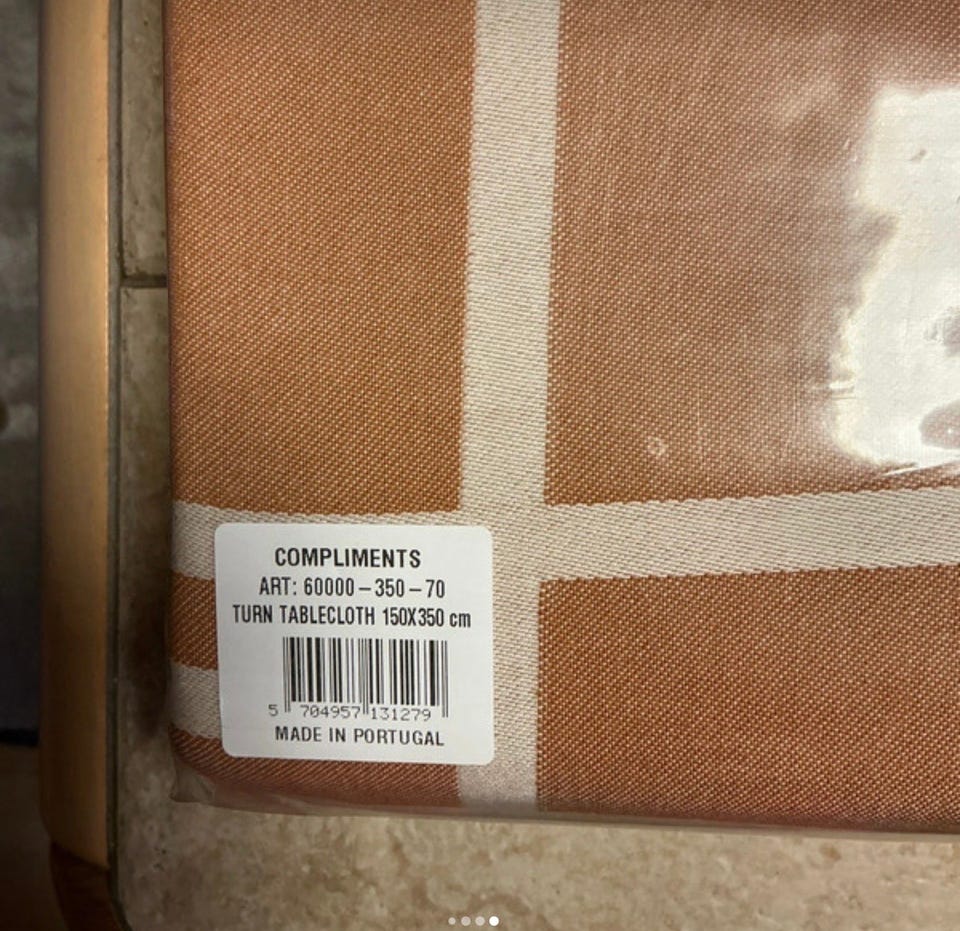 COMPLIMENTS
ART: 60000-350-70
TURN TABLECLOTH 150X350 cm
5 704957 131279
MADE IN PORTUGAL